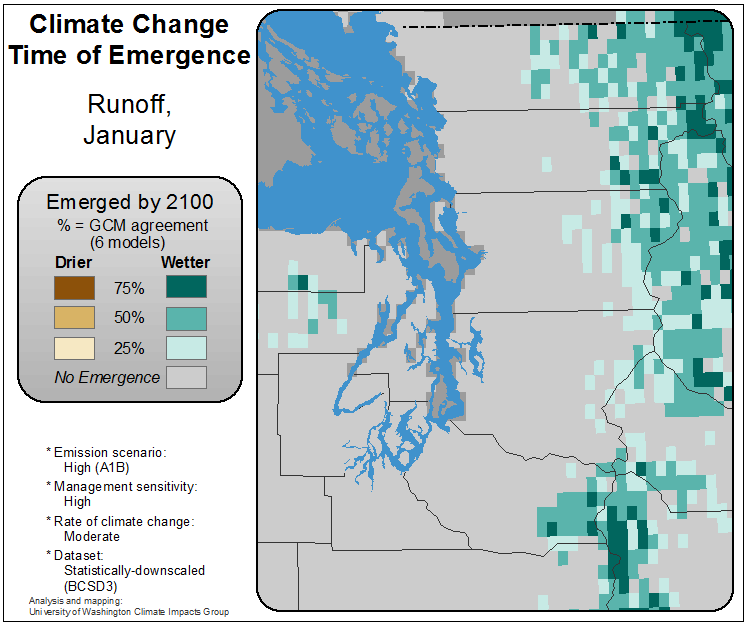 Climate Change
Time of Emergence
Runoff,
January
Emerged by 2100
% = GCM agreement
(6 models)
Drier Wetter
75%
50%
25%
No Emergence
* Emission scenario:
High (A1B)
* Management sensitivity:
High
* Rate of climate change:
Moderate
* Dataset:
Statistically-downscaled
(BCSD3)
Analysis and mapping:
University of Washington Climate Impacts Group